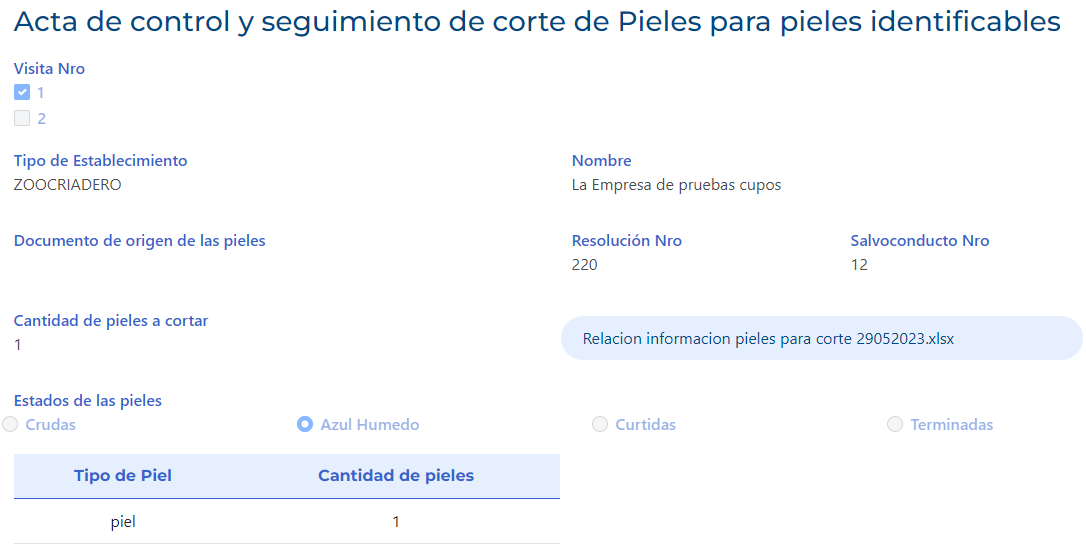 Acta de control y seguimiento de corte de Pieles para pieles identificables
Visita Nro
1
2
Tipo de Establecimiento
ZOOCRIADERO
Nombre
La Empresa de pruebas cupos
Documento de origen de las pieles
Resolución Nro
220
Salvoconducto Nro
12
Cantidad de pieles a cortar
1
Relacion informacion pieles para corte 29052023.xlsx
Estados de las pieles
Crudas
Azul Humedo
Curtidas
Terminadas
Tipo de Piel Cantidad de pieles
piel 1